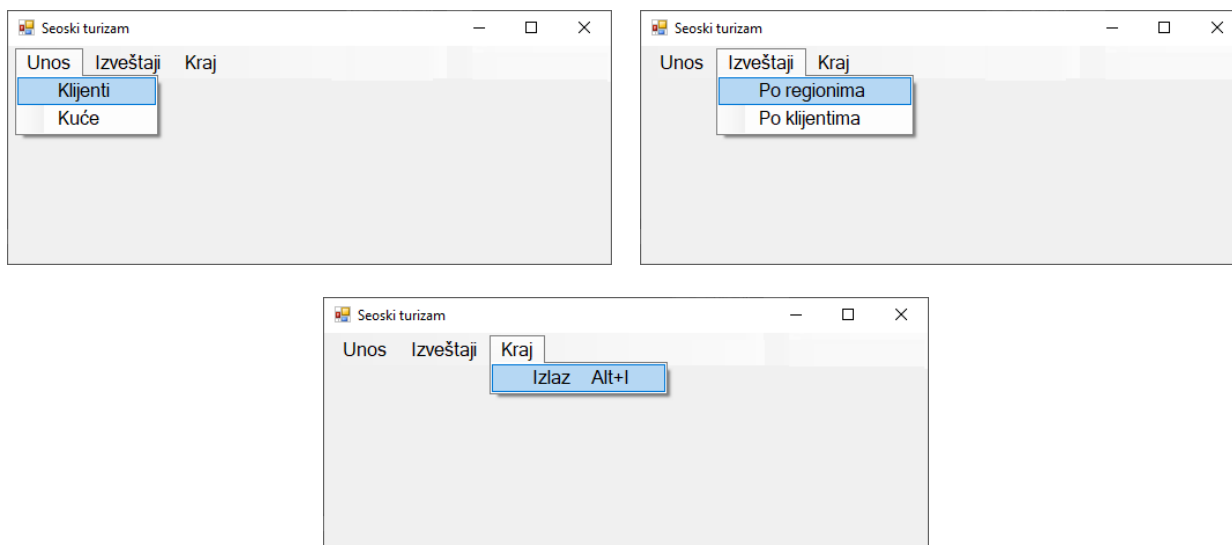 Seoski turizam
Unos Izveštaji Kraj
Klijenti
Kuće
Seoski turizam
Unos Izveštaji Kraj
Po regionima
Po klijentima
Seoski turizam
Unos Izveštaji Kraj
Izlaz Alt+I